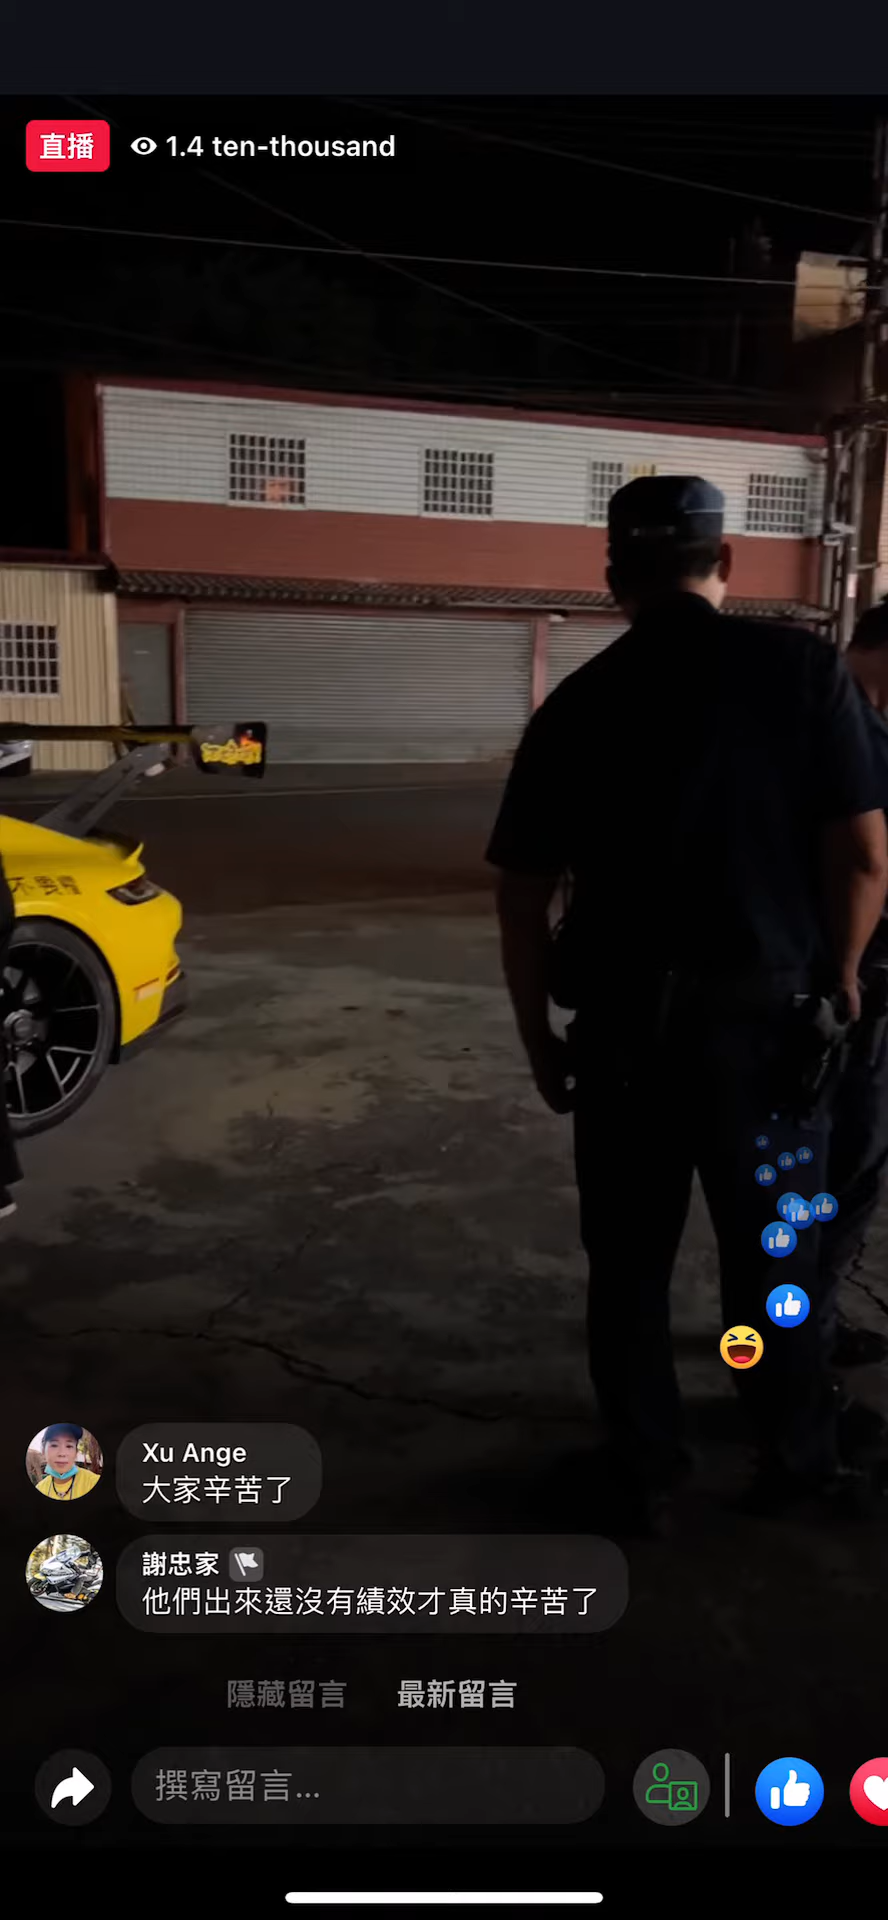 直播
1.4 ten-thousand
Xu Ange
大家辛苦了
謝忠家
他們出來還沒有績效才真的辛苦了
隱藏留言 最新留言
撰寫留言...